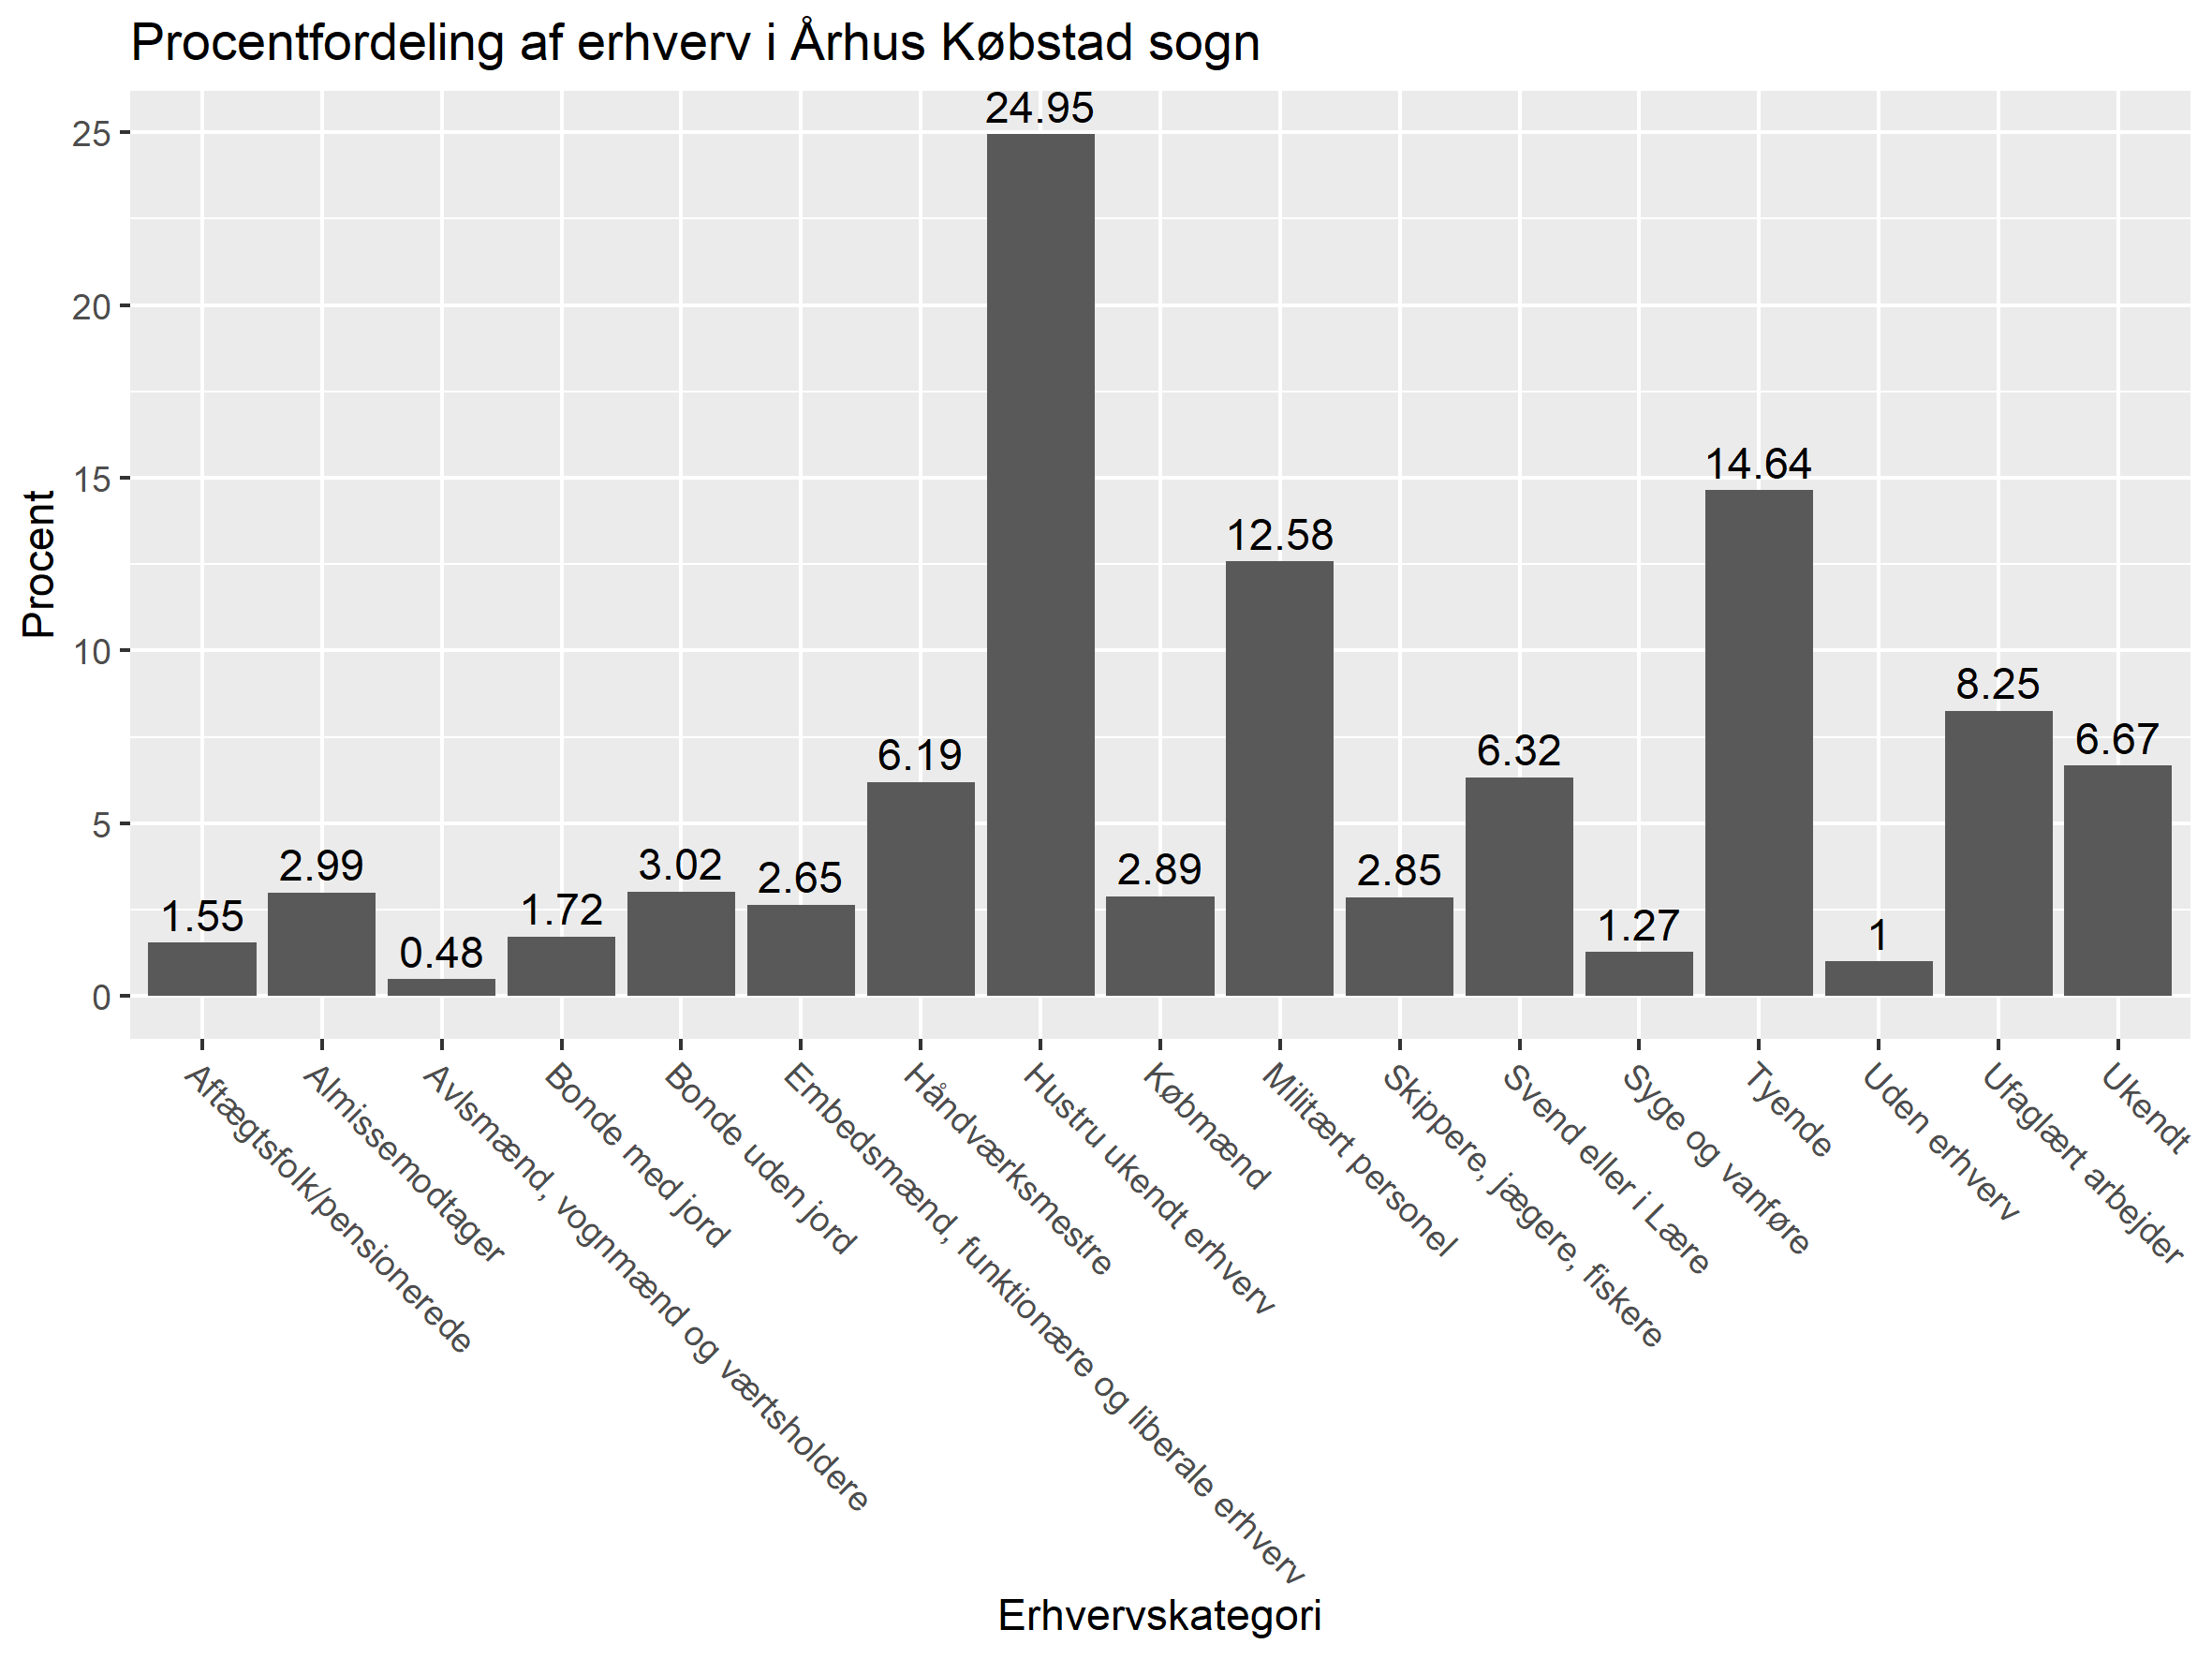 Procentfordeling af erhverv i Århus Købstad sogn
Procent
25
20
15
10
5
0
1.55
2.99
0.48
1.72
3.02
2.65
6.19
24.95
2.89
12.58
2.85
6.32
1.27
14.64
1
8.25
6.67
Aftægtsfolk/pensionerede
Almissemodtager
Avlsmænd, vognmænd og værtsholdere
Bonde med jord
Bonde uden jord
Embedsmænd, funktionære og liberale erhverv
Håndværksmestre
Hustru ukendt erhverv
Købmænd
Militært personel
Skippere, jægere, fiskere
Svend eller i Lære
Syge og vanføre
Tyende
Uden erhverv
Ufaglært arbejder
Ukendt
Erhvervskategori